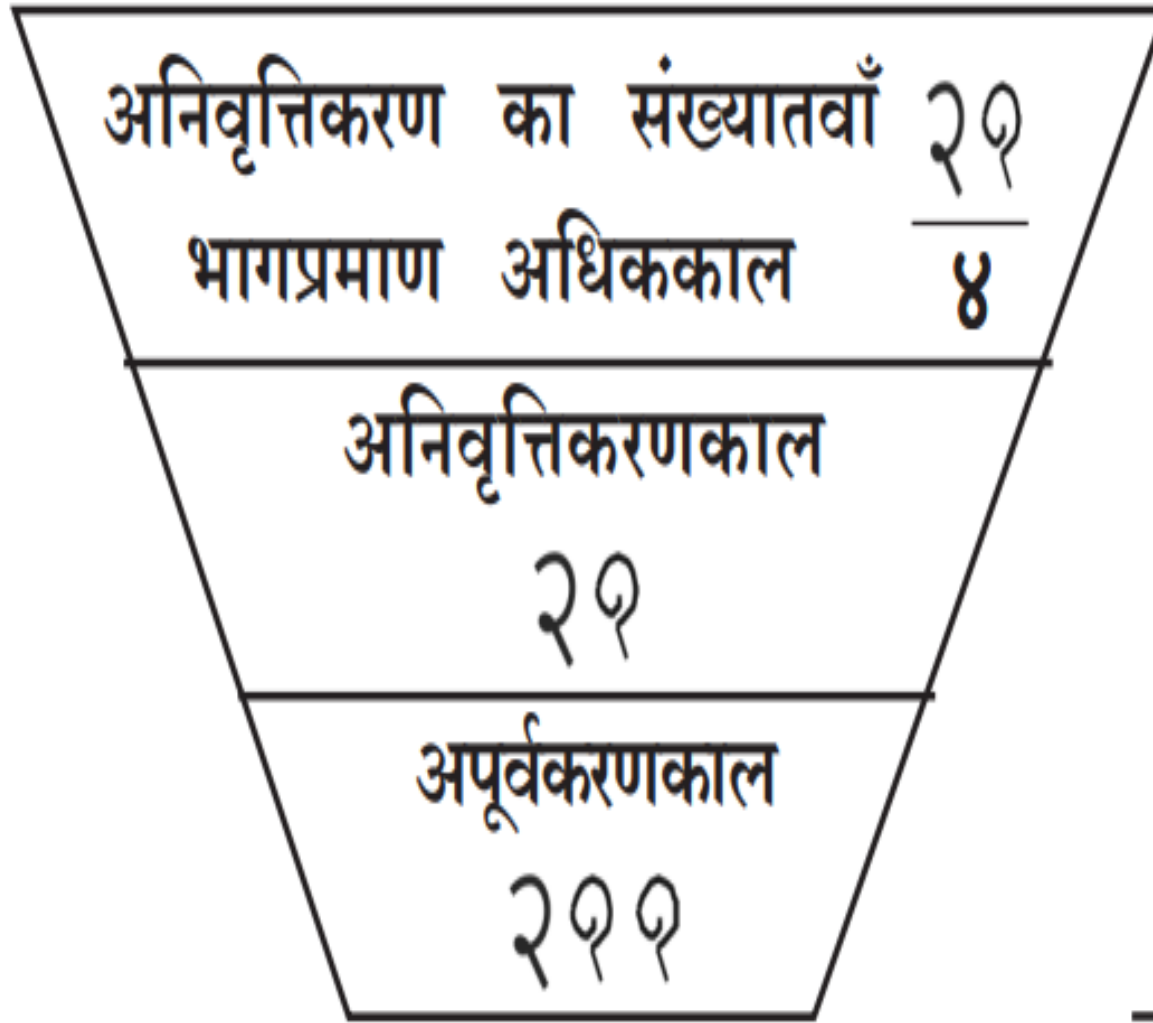 अनिवृत्तिकरण का संख्यातवाँ २१
भागप्रमाण अधिककाल ४
अनिवृत्तिकरणकाल
२१
अपूर्वकरणकाल
२११